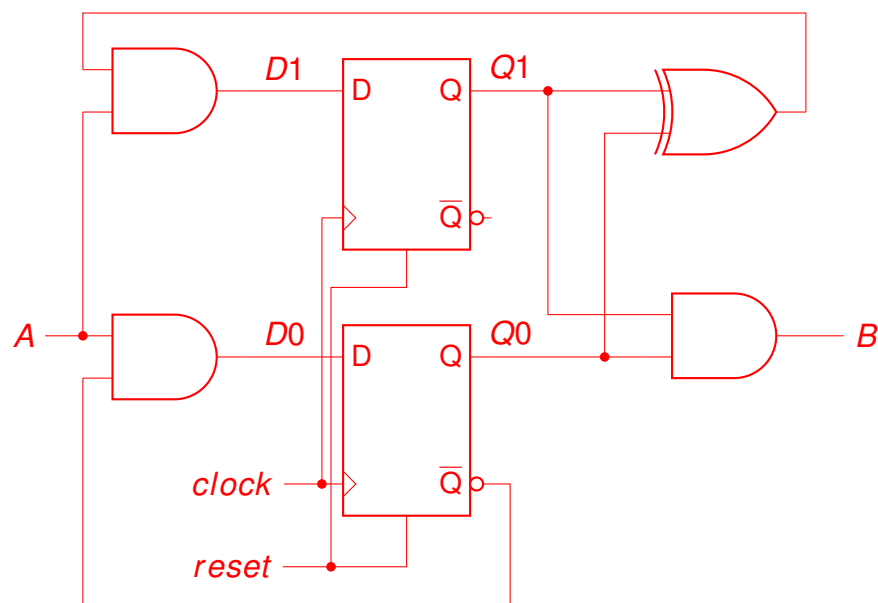 D1 Q1
D Q
Q̅
A D0 Q0 B
D Q
clock Q̅
reset